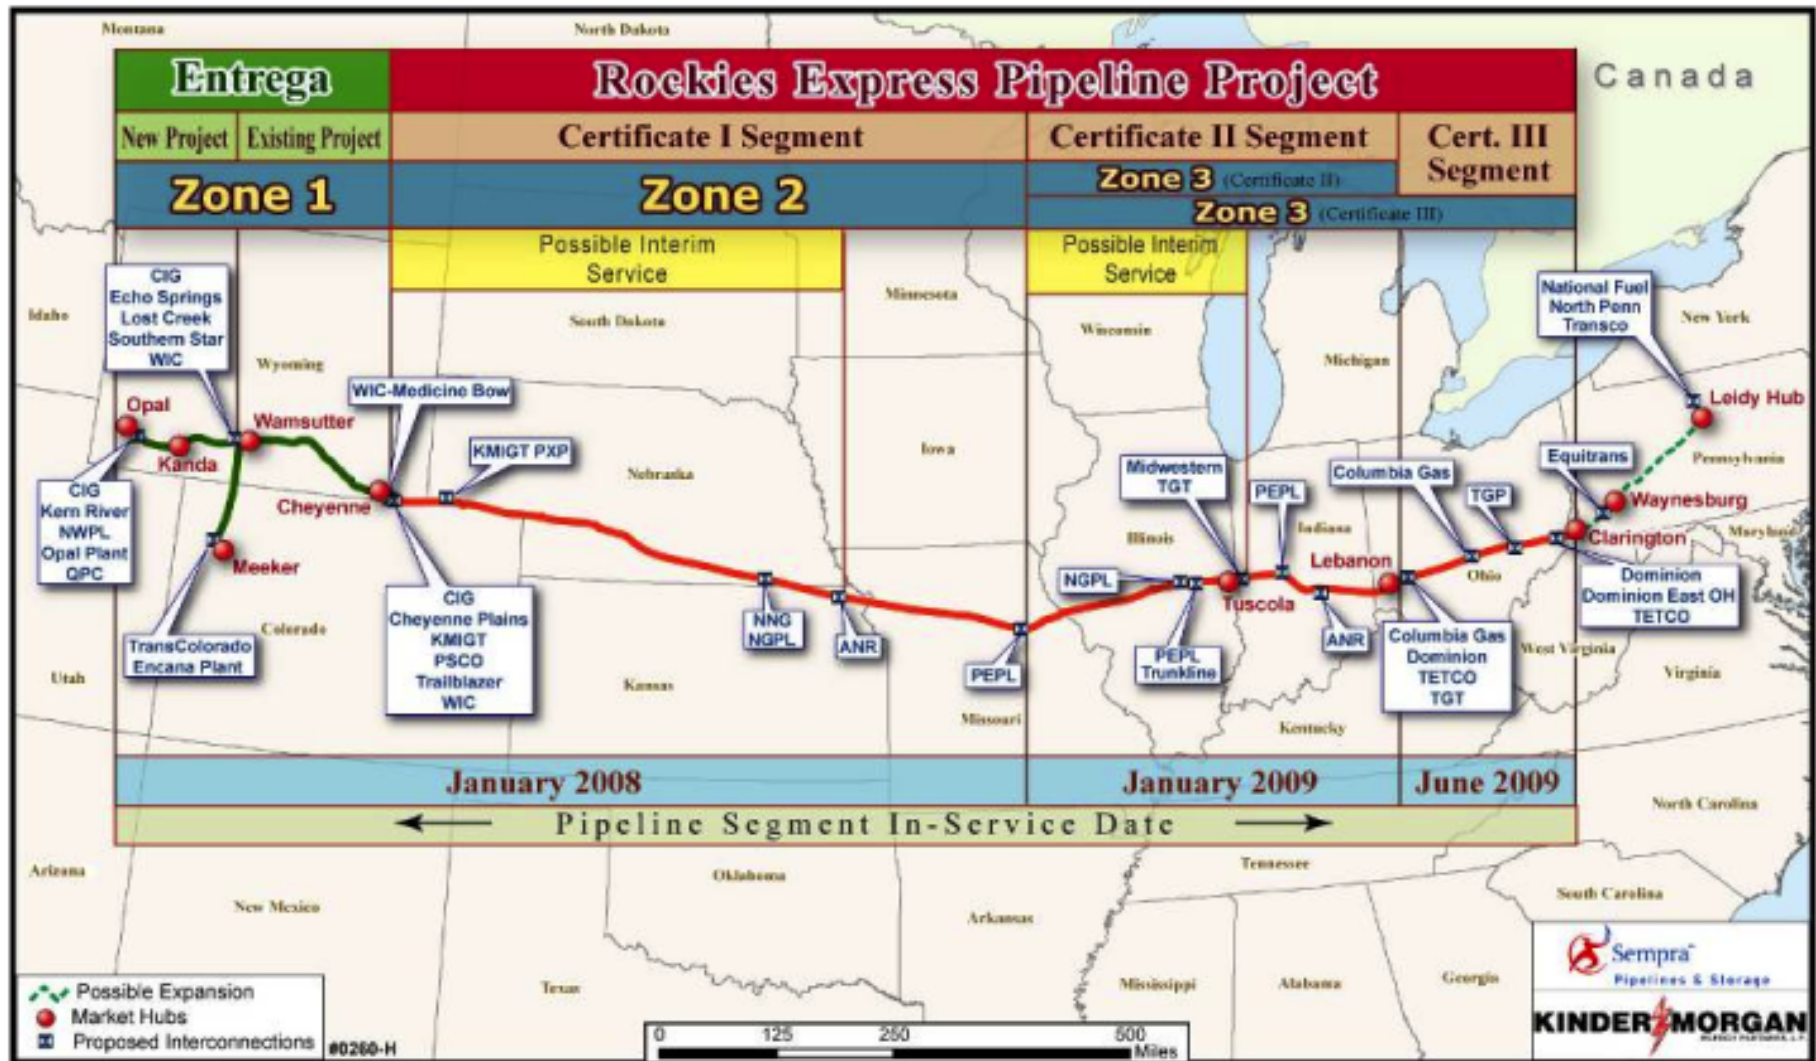 Montana
North Dakota
Canada
Entrega
Rockies Express Pipeline Project
New Project
Existing Project
Certificate I Segment
Certificate II Segment
Cert. III
Segment
Zone 1
Zone 2
Zone 3 (Certificate II)
Zone 3 (Certificate III)
Possible Interim
Service
Possible Interim
Service
CIG
Echo Springs
Lost Creek
Southern Star
WIC
Idaho
Wyoming
South Dakota
Minnesota
Wisconsin
Michigan
National Fuel
North Penn
Transco
New York
Opal
Kanda
Wamsutter
WIC-Medicine Bow
KMIGT PXP
Nebraska
Iowa
Midwestern
TGT
PEPL
Columbia Gas
TGP
Equitrans
Leidy Hub
Pennsylvania
Waynesburg
Clarington
Maryland
CIG
Kern River
NWPL
Opal Plant
QPC
Cheyenne
Meeker
Illinois
Indiana
Lebanon
Ohio
NGPL
Tuscola
Dominion
Dominion East OH
TETCO
TransColorado
Encana Plant
Colorado
CIG
Cheyenne Plains
KMIGT
PSCO
Trailblazer
WIC
NNG
NGPL
ANR
PEPL
PEPL
Trunkline
ANR
Columbia Gas
Dominion
TETCO
TGT
West Virginia
Virginia
Utah
Kansas
Missouri
Kentucky
January 2008
January 2009
June 2009
Pipeline Segment In-Service Date
North Carolina
Arizona
New Mexico
Oklahoma
Arkansas
Tennessee
South Carolina
Texas
Mississippi
Alabama
Georgia
Possible Expansion
Market Hubs
Proposed Interconnections
#0260-H
0 125 250 500
Miles
Sempra
Pipelines & Storage
KINDER MORGAN